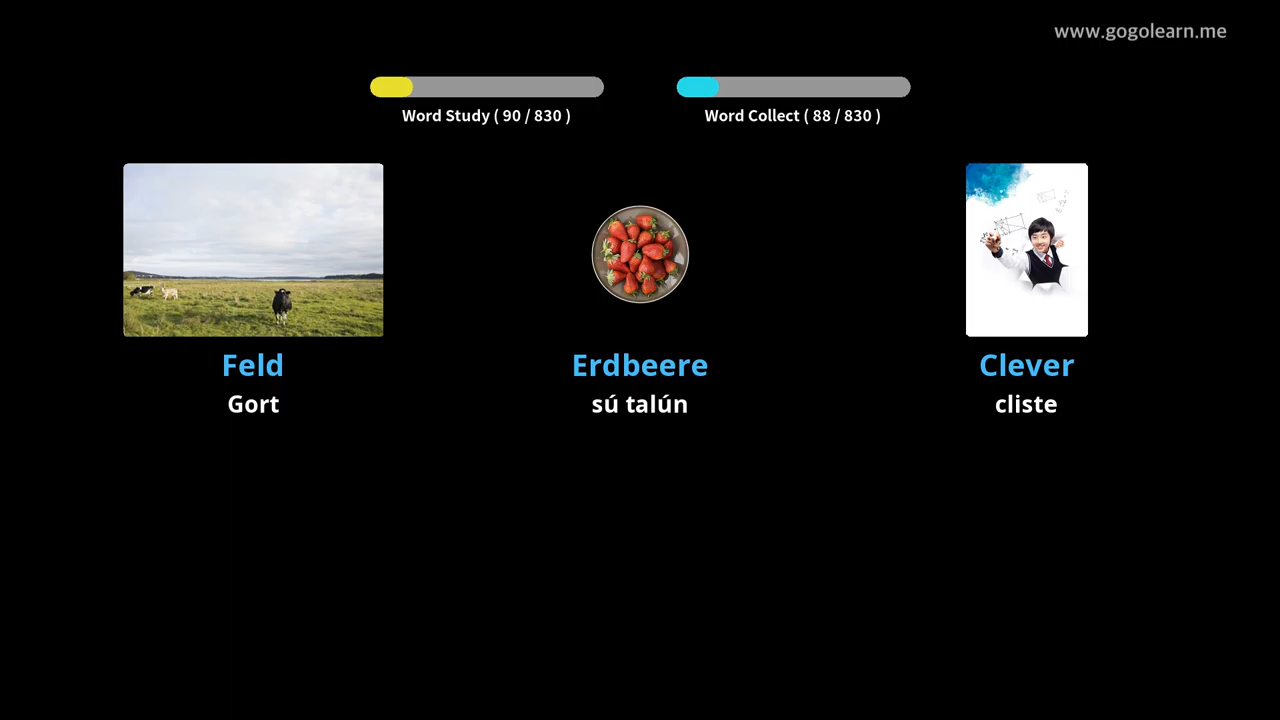 www.gogolearn.me
Word Study ( 90 / 830 )
Word Collect ( 88 / 830 )
Feld
Gort
Erdbeere
sú talún
Clever
cliste